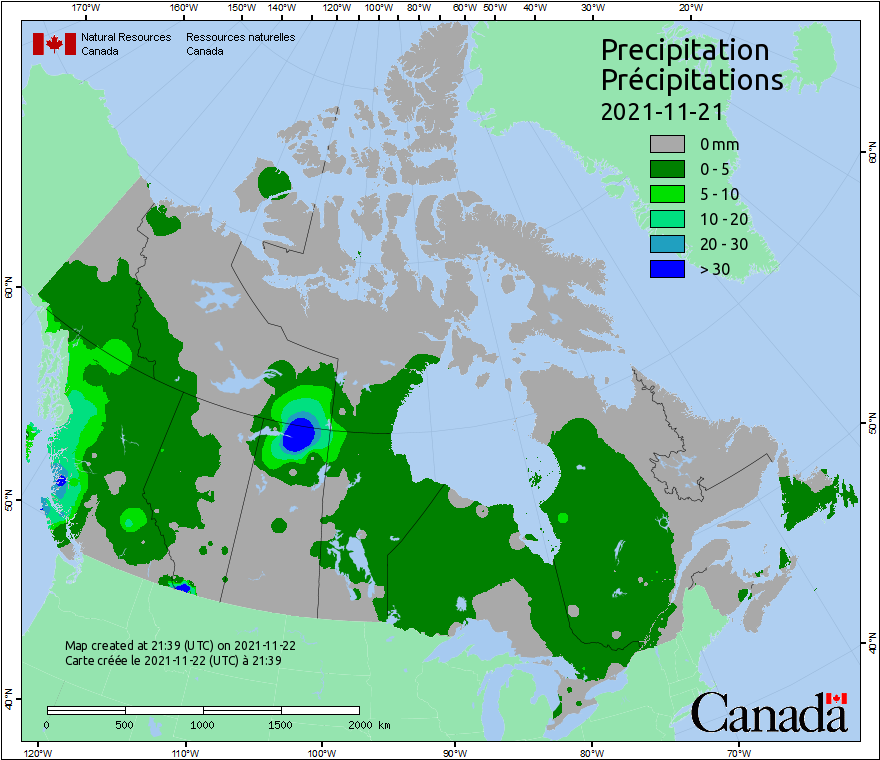 170°W 160°W 150°W 140°W 120°W 100°W 80°W 60°W 50°W 40°W 30°W 20°W
Natural Resources Ressources naturelles
Canada Canada
Precipitation
Précipitations
2021-11-21
0 mm
0 - 5
5 - 10
10 - 20
20 - 30
> 30
60°N
60°N
50°N
50°N
40°N
40°N
Map created at 21:39 (UTC) on 2021-11-22
Carte créée le 2021-11-22 (UTC) à 21:39
0 500 1000 1500 2000 km
Canada
120°W 110°W 100°W 90°W 80°W 70°W